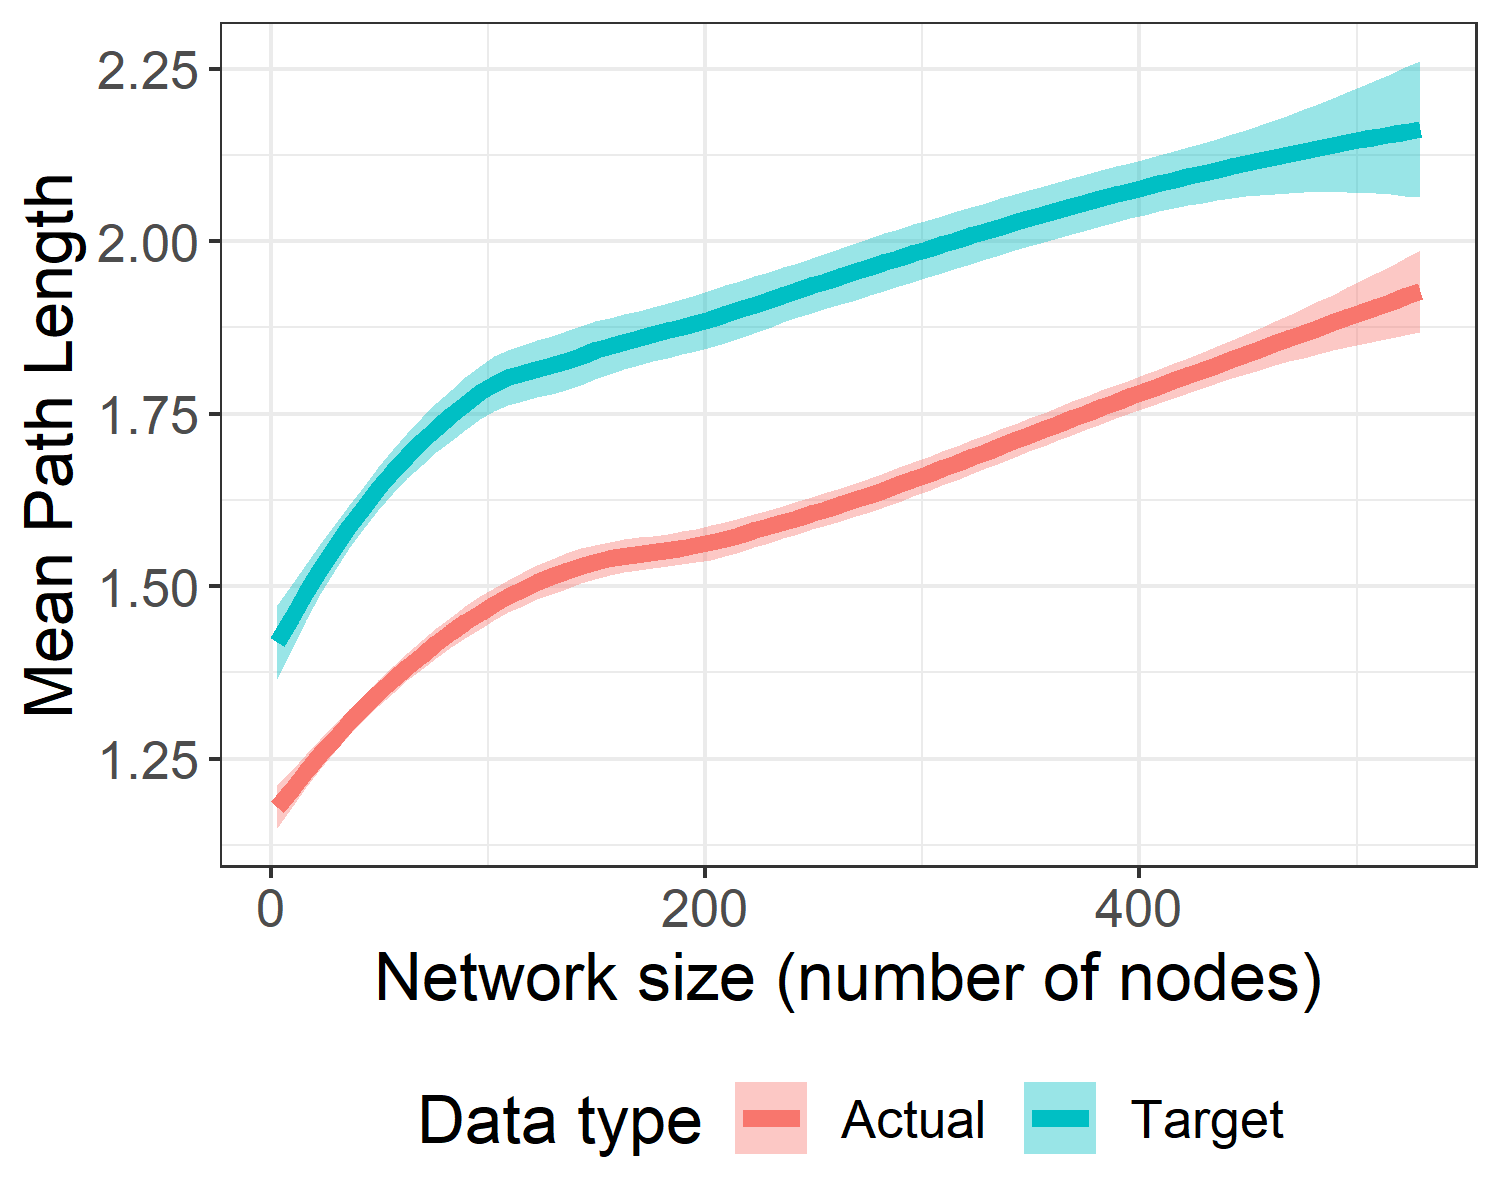 Mean Path Length
2.25
2.00
1.75
1.50
1.25
0 200 400
Network size (number of nodes)
Data type Actual Target